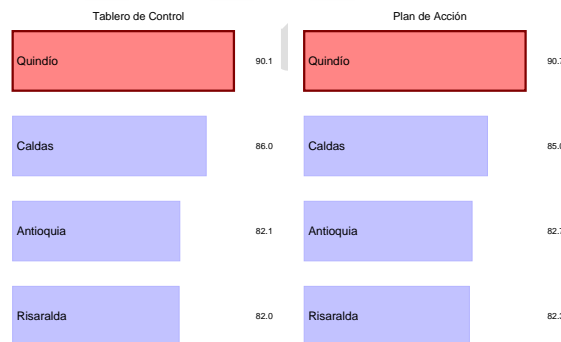 Tablero de Control
Quindío 90.1
Caldas 86.0
Antioquia 82.1
Risaralda 82.0
Plan de Acción
Quindío
Caldas
Antioquia
Risaralda